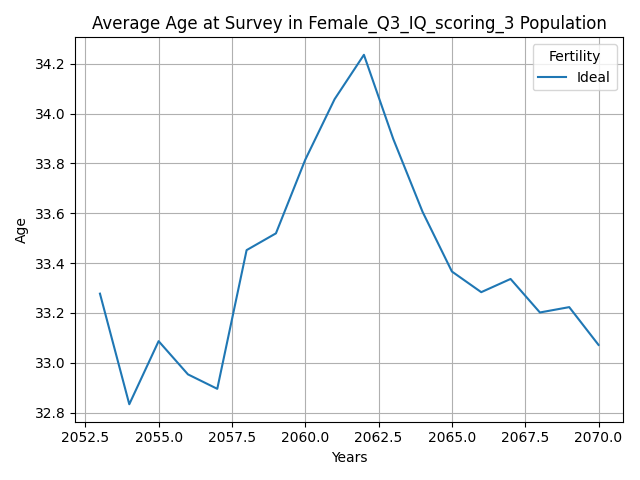 Average Age at Survey in Female_Q3_IQ_scoring_3 Population
Fertility
Ideal
34.2
34.0
33.8
33.6
33.4
33.2
33.0
32.8
Age
2052.5 2055.0 2057.5 2060.0 2062.5 2065.0 2067.5 2070.0
Years